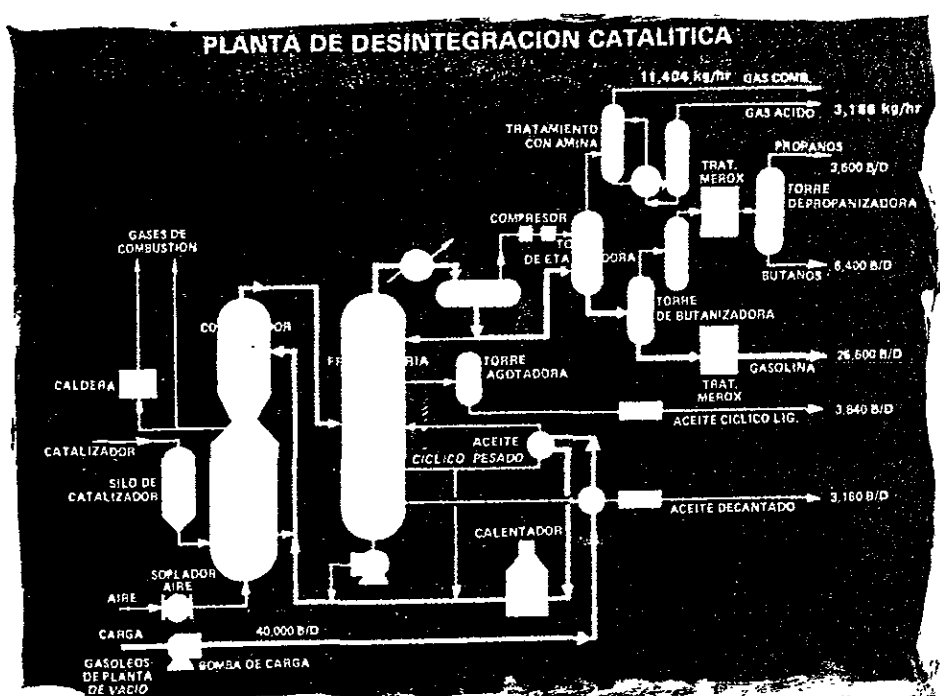 PLANTA DE DESINTEGRACION CATALITICA
11,404 kg/hr
GAS COMB.
GAS ACIDO
3,168 kg/hr
TRATAMIENTO
CON AMINA
PROPANOS
3,600 B/D
TRAT.
MEROX
TORRE
DEPROPANIZADORA
COMPRESOR
GASES DE
COMBUSTION
BUTANOS
6,400 B/D
TORRE
DE BUTANIZADORA
TORRE
AGOTADORA
26,600 B/D
GASOLINA
TRAT.
MEROX
CALDERA
3,840 B/D
ACEITE CICLICO LIG.
CATALIZADOR
ACEITE
CICLICO PESADO
SILO DE
CATALIZADOR
3,160 B/D
ACEITE DECANTADO
CALENTADOR
SOPLADOR
AIRE
AIRE
CARGA
40,000 B/D
GASOLEOS
DE PLANTA
DE VACIO
BOMBA DE CARGA